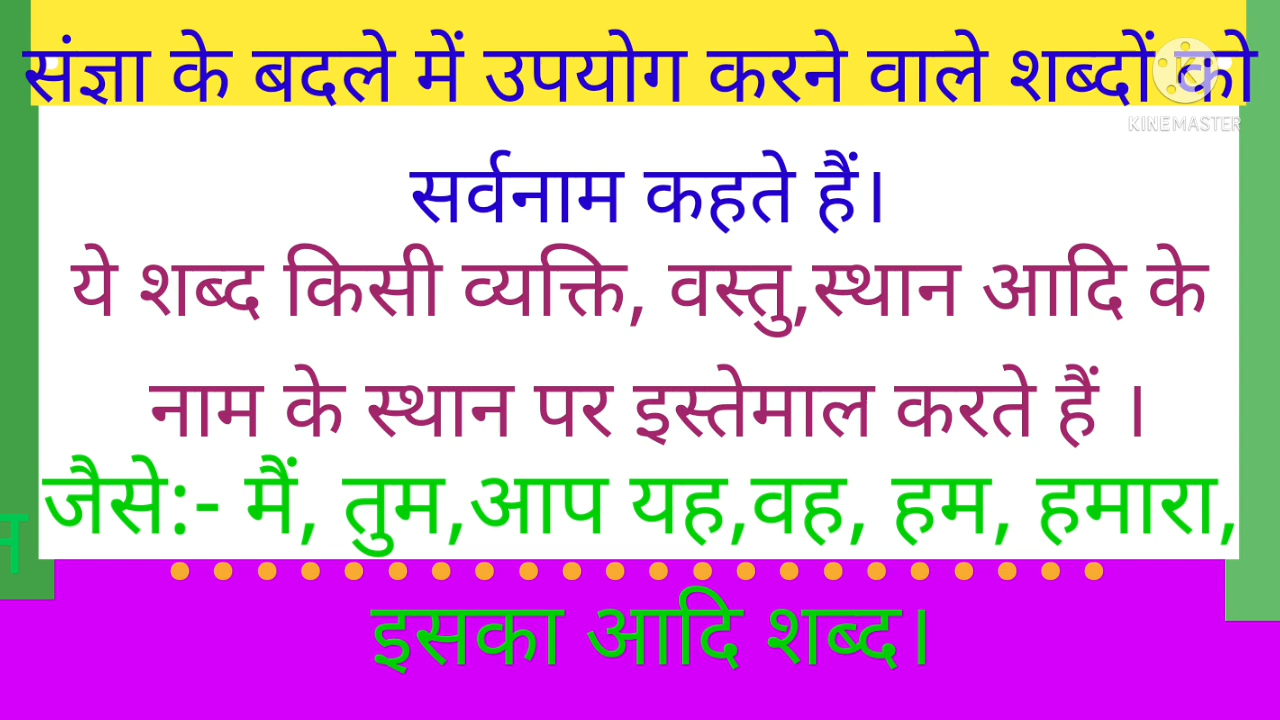 संज्ञा के बदले में उपयोग करने वाले शब्दों को
KINEMASTER
सर्वनाम कहते हैं।
ये शब्द किसी व्यक्ति, वस्तु,स्थान आदि के
नाम के स्थान पर इस्तेमाल करते हैं ।
जैसे:- मैं, तुम,आप यह,वह, हम, हमारा,
इसका आदि शब्द।